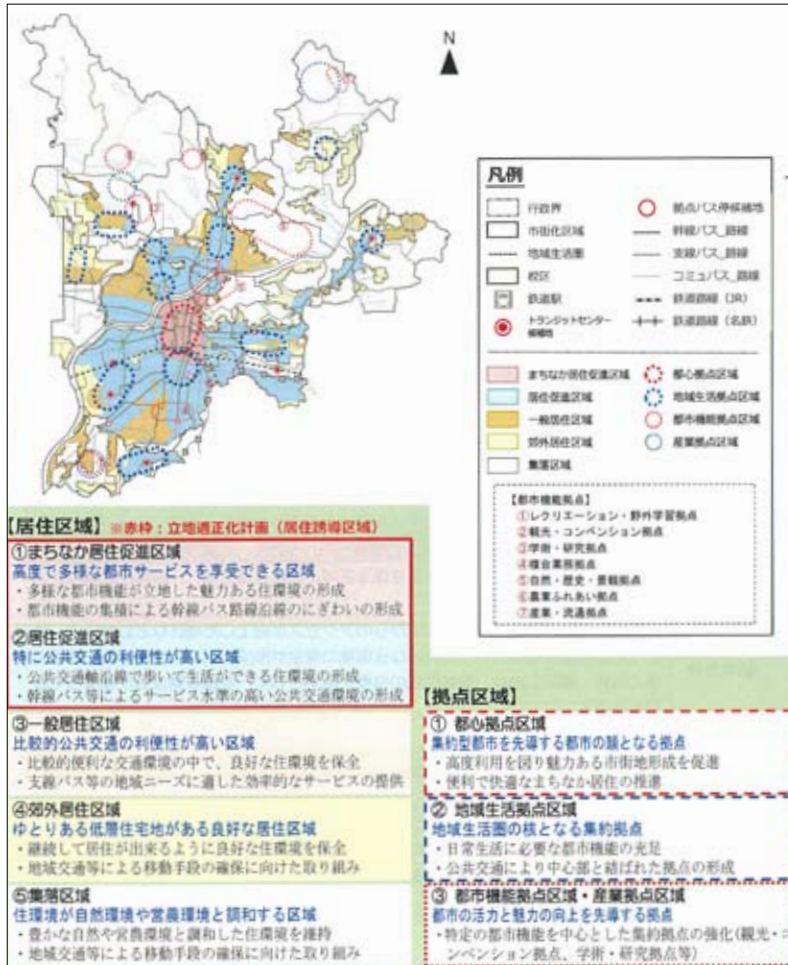 N
凡例
行政界
市街化区域
地域生活圏
校区
鉄道駅
トランジットセンター
候補地
拠点バス停候補地
幹線バス_路線
支線バス_路線
コミュバス_路線
鉄道路線（JR）
鉄道路線（名鉄）
まちなか居住促進区域
居住促進区域
一般居住区域
郊外居住区域
集落区域
都心拠点区域
地域生活拠点区域
都市機能拠点区域
産業拠点区域
【都市機能拠点】
①レクリエーション・野外学習拠点
②観光・コンベンション拠点
③学術・研究拠点
④複合業務拠点
⑤自然・歴史・景観拠点
⑥農業ふれあい拠点
⑦産業・流通拠点
【居住区域】 ※赤枠：立地適正化計画（居住誘導区域）
①まちなか居住促進区域
高度で多様な都市サービスを享受できる区域
・多様な都市機能が立地した魅力ある住環境の形成
・都市機能の集積による幹線バス路線沿線のにぎわいの形成
②居住促進区域
特に公共交通の利便性が高い区域
・公共交通軸沿線で歩いて生活ができる住環境の形成
・幹線バス等によるサービス水準の高い公共交通環境の形成
③一般居住区域
比較的公共交通の利便性が高い区域
・比較的便利な交通環境の中で、良好な住環境を保全
・支線バス等の地域ニーズに適した効率的なサービスの提供
④郊外居住区域
ゆとりある低層住宅地がある良好な居住区域
・継続して居住が出来るように良好な住環境を保全
・地域交通等による移動手段の確保に向けた取り組み
⑤集落区域
住環境が自然環境や営農環境と調和する区域
・豊かな自然や営農環境と調和した住環境を維持
・地域交通等による移動手段の確保に向けた取り組み
【拠点区域】
① 都心拠点区域
集約型都市を先導する都市の顔となる拠点
・高度利用を図り魅力ある市街地形成を促進
・便利で快適なまちなか居住の推進
② 地域生活拠点区域
地域生活圏の核となる集約拠点
・日常生活に必要な都市機能の充足
・公共交通により中心部と結ばれた拠点の形成
③ 都市機能拠点区域・産業拠点区域
都市の活力と魅力の向上を先導する拠点
・特定の都市機能を中心とした集約拠点の強化（観光・コ
ンベンション拠点、学術・研究拠点等）